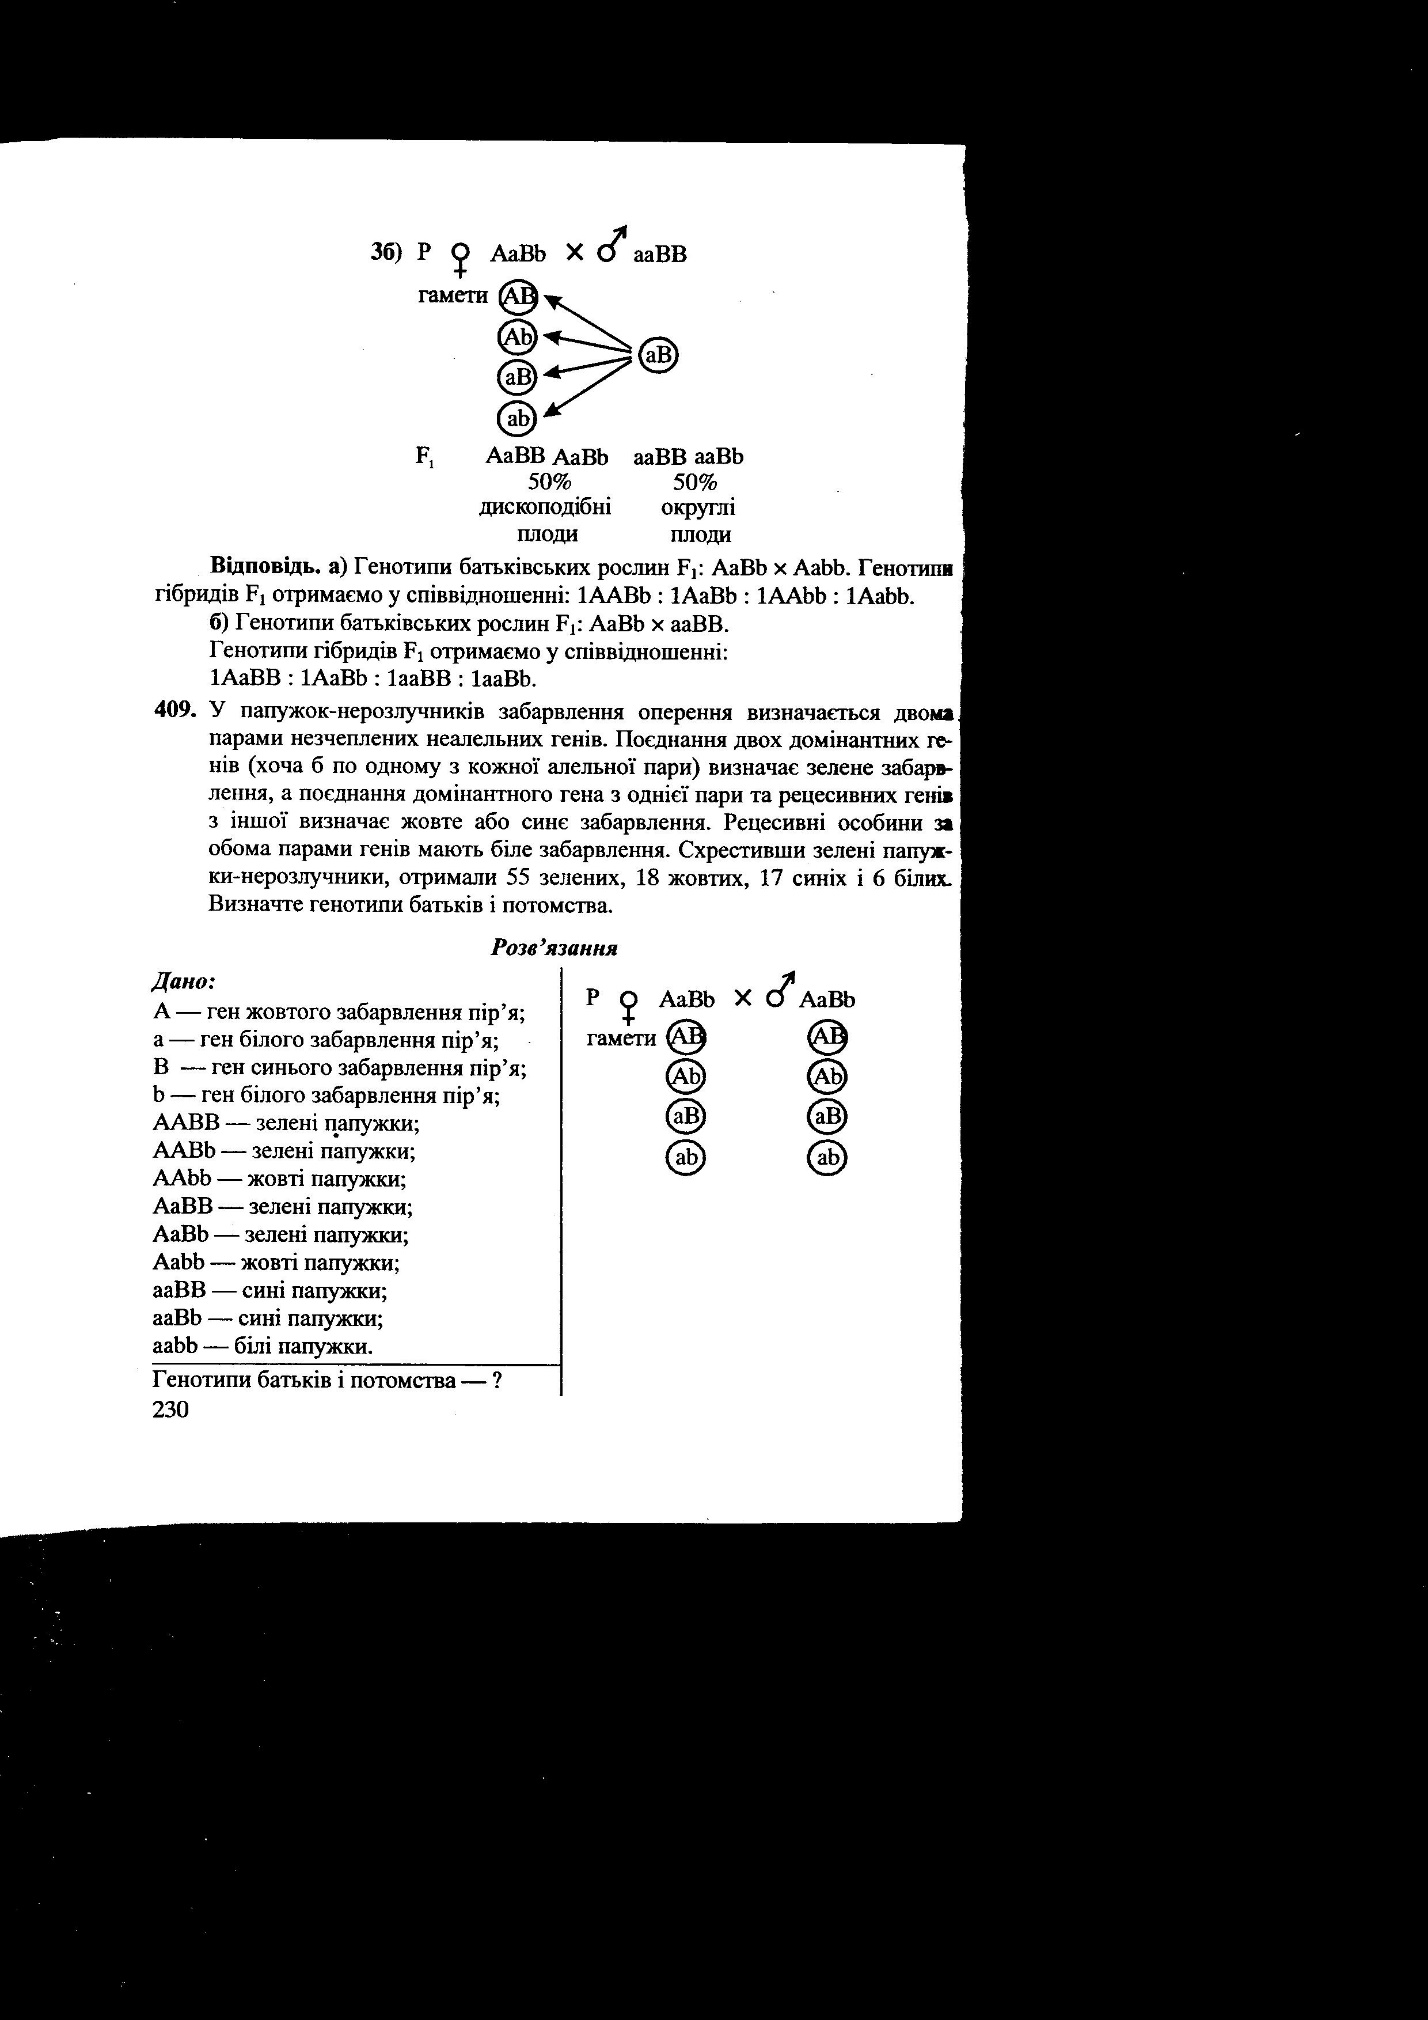 3б) P ♀ AaBb × ♂ aaBB
гамети AB
Ab
aB
aB
ab
F₁ AaBB AaBb aaBB aaBb
50% 50%
дископодібні округлі
плоди плоди
Відповідь. а) Генотипи батьківських рослин F₁: AaBb x Aabb. Генотипи
гібридів F₁ отримаємо у співвідношенні: 1AABb : 1AaBb : 1AAbb : 1Aabb.
б) Генотипи батьківських рослин F₁: AaBb x aaBB.
Генотипи гібридів F₁ отримаємо у співвідношенні:
1AaBB : 1AaBb : 1aaBB : 1aaBb.
409. У папужок-нерозлучників забарвлення оперення визначається двома
парами незчеплених неалельних генів. Поєднання двох домінантних ге-
нів (хоча б по одному з кожної алельної пари) визначає зелене забарв-
лення, а поєднання домінантного гена з однієї пари та рецесивних генів
з іншої визначає жовте або синє забарвлення. Рецесивні особини за
обома парами генів мають біле забарвлення. Схрестивши зелені папуж-
ки-нерозлучники, отримали 55 зелених, 18 жовтих, 17 синіх і 6 білих.
Визначте генотипи батьків і потомства.
Розв’язання
Дано:
A — ген жовтого забарвлення пір’я;
a — ген білого забарвлення пір’я;
B — ген синього забарвлення пір’я;
b — ген білого забарвлення пір’я;
AABB — зелені папужки;
AABb — зелені папужки;
AAbb — жовті папужки;
AaBB — зелені папужки;
AaBb — зелені папужки;
Aabb — жовті папужки;
aaBB — сині папужки;
aaBb — сині папужки;
aabb — білі папужки.
Генотипи батьків і потомства — ?
P ♀ AaBb × ♂ AaBb
гамети AB AB
Ab Ab
aB aB
ab ab
230